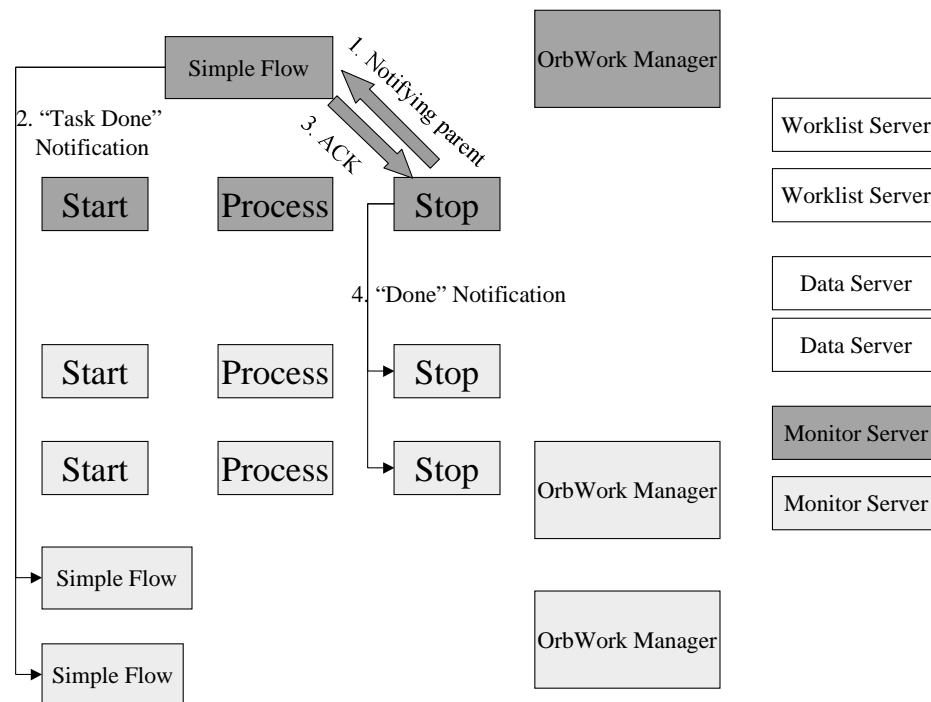 Simple Flow
1. Notifying parent
OrbWork Manager
2. “Task Done”
Notification
3. ACK
Worklist Server
Start
Process
Stop
Worklist Server
4. “Done” Notification
Data Server
Data Server
Start
Process
Stop
Monitor Server
Start
Process
Stop
OrbWork Manager
Monitor Server
Simple Flow
OrbWork Manager
Simple Flow